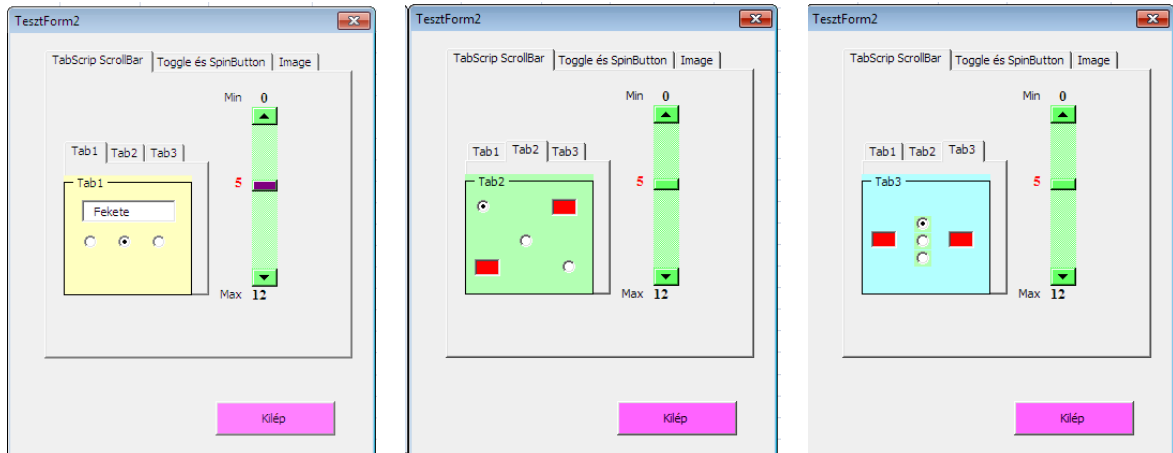 TesztForm2
TabScrip ScrollBar Toggle és SpinButton Image
Min 0
Tab1 Tab2 Tab3
Tab1
5
Fekete
Max 12
Kilép
TesztForm2
TabScrip ScrollBar Toggle és SpinButton Image
Min 0
Tab1 Tab2 Tab3
Tab2
5
Max 12
Kilép
TesztForm2
TabScrip ScrollBar Toggle és SpinButton Image
Min 0
Tab1 Tab2 Tab3
Tab3
5
Max 12
Kilép